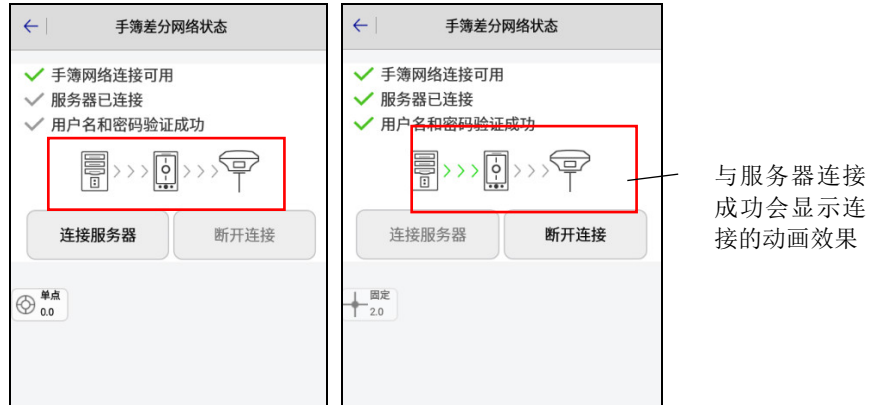 手簿差分网络状态
手簿网络连接可用
服务器已连接
用户名和密码验证成功
连接服务器
断开连接
单点
0.0
手簿差分网络状态
手簿网络连接可用
服务器已连接
用户名和密码验证成功
连接服务器
断开连接
固定
2.0
与服务器连接
成功会显示连
接的动画效果